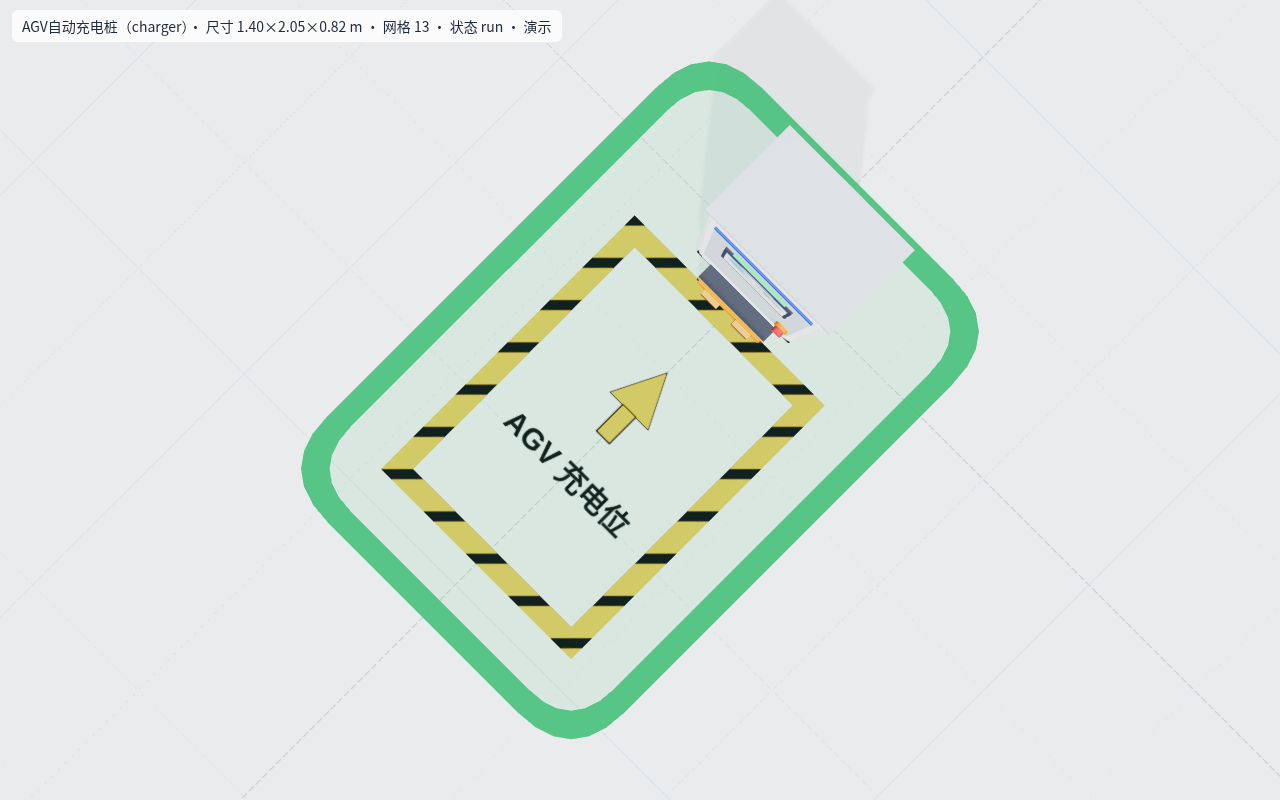 AGV自动充电桩（charger）· 尺寸 1.40×2.05×0.82 m · 网格 13 · 状态 run · 演示
AGV 充电位